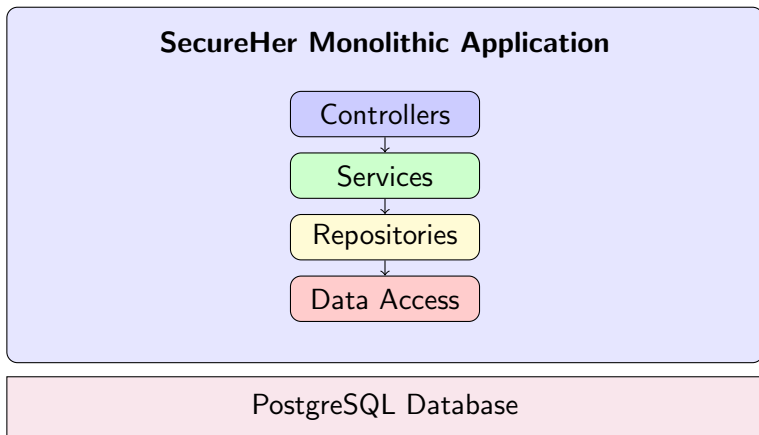 SecureHer Monolithic Application
Controllers
Services
Repositories
Data Access
PostgreSQL Database